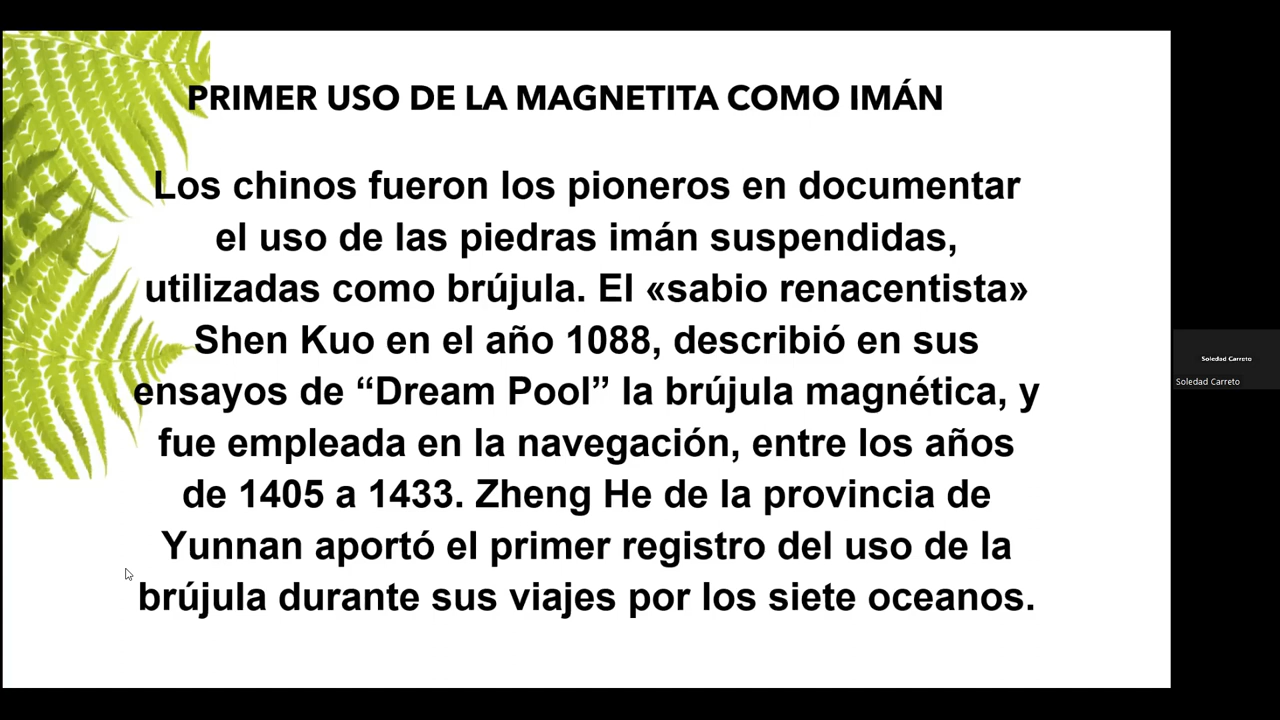 PRIMER USO DE LA MAGNETITA COMO IMÁN
Los chinos fueron los pioneros en documentar
el uso de las piedras imán suspendidas,
utilizadas como brújula. El «sabio renacentista»
Shen Kuo en el año 1088, describió en sus
ensayos de “Dream Pool” la brújula magnética, y
fue empleada en la navegación, entre los años
de 1405 a 1433. Zheng He de la provincia de
Yunnan aportó el primer registro del uso de la
brújula durante sus viajes por los siete oceanos.
Soledad Carreto
Soledad Carreto